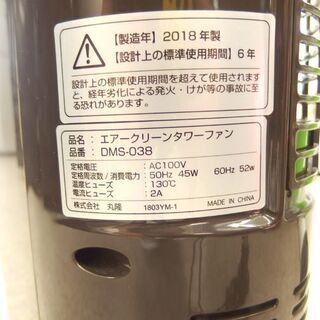 【製造年】2018年製
【設計上の標準使用期間】6年
設計上の標準使用期間を超えて使用されますと、経年劣化による発火・けが等の事故に至る恐れがあります。
品名： エアークリーンタワーファン
品番： DMS-038
定格電圧 ： AC100V
定格周波数/消費電力：50Hz 45W 60Hz 52w
温度ヒューズ ： 130℃
電流ヒューズ ： 2A
株式会社 丸隆 1803YM-1 MADE IN CHINA